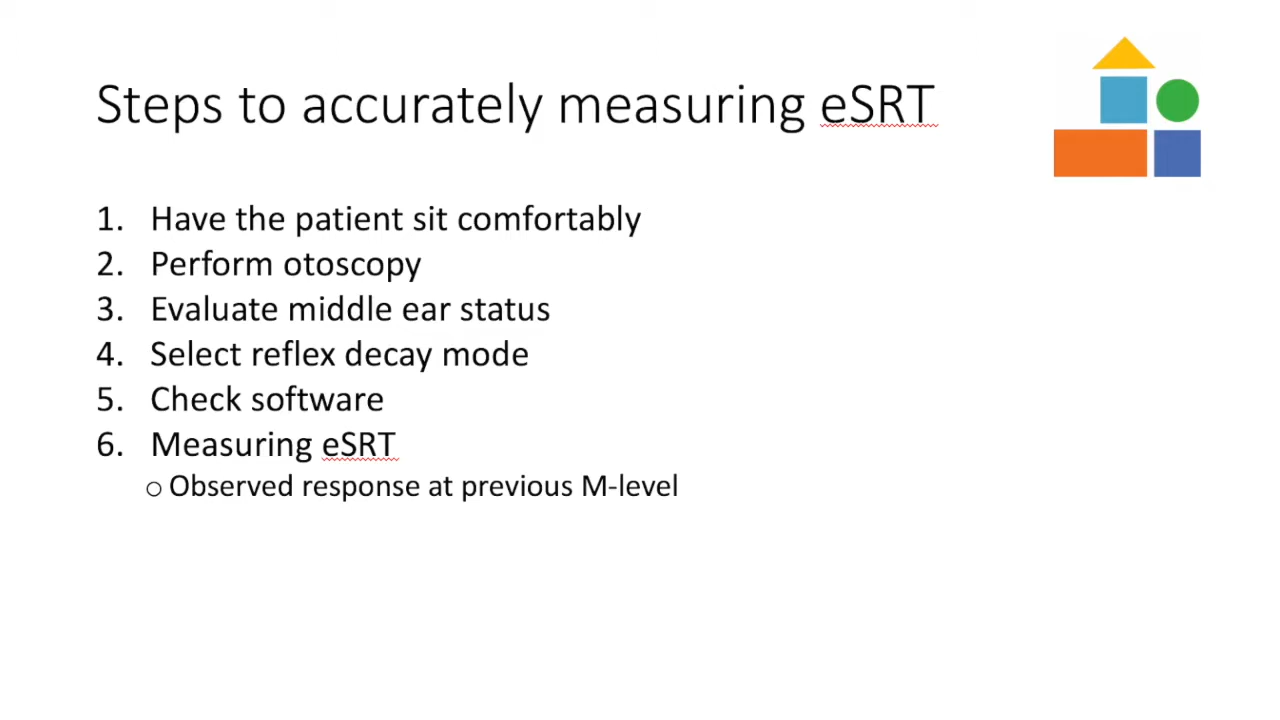 Steps to accurately measuring eSRT
1. Have the patient sit comfortably
2. Perform otoscopy
3. Evaluate middle ear status
4. Select reflex decay mode
5. Check software
6. Measuring eSRT
o Observed response at previous M-level